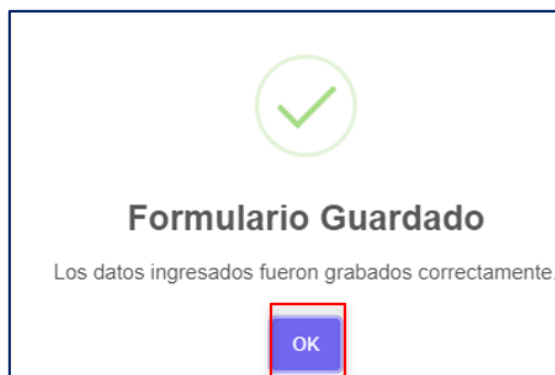 Formulario Guardado
Los datos ingresados fueron grabados correctamente.
OK